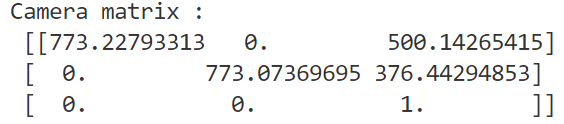 Camera matrix :
[[773.22793313   0.         500.14265415]
[  0.         773.07369695 376.44294853]
[  0.           0.           1.        ]]